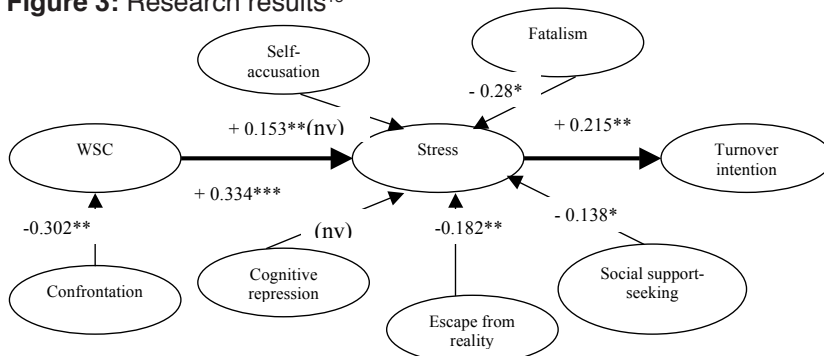 Figure 3: Research results
Self-
accusation
Fatalism
- 0.28*
+ 0.153**(nv)
+ 0.215**
WSC
Stress
Turnover
intention
+ 0.334***
-0.302**
(nv)
-0.182**
- 0.138*
Confrontation
Cognitive
repression
Social support-
seeking
Escape from
reality